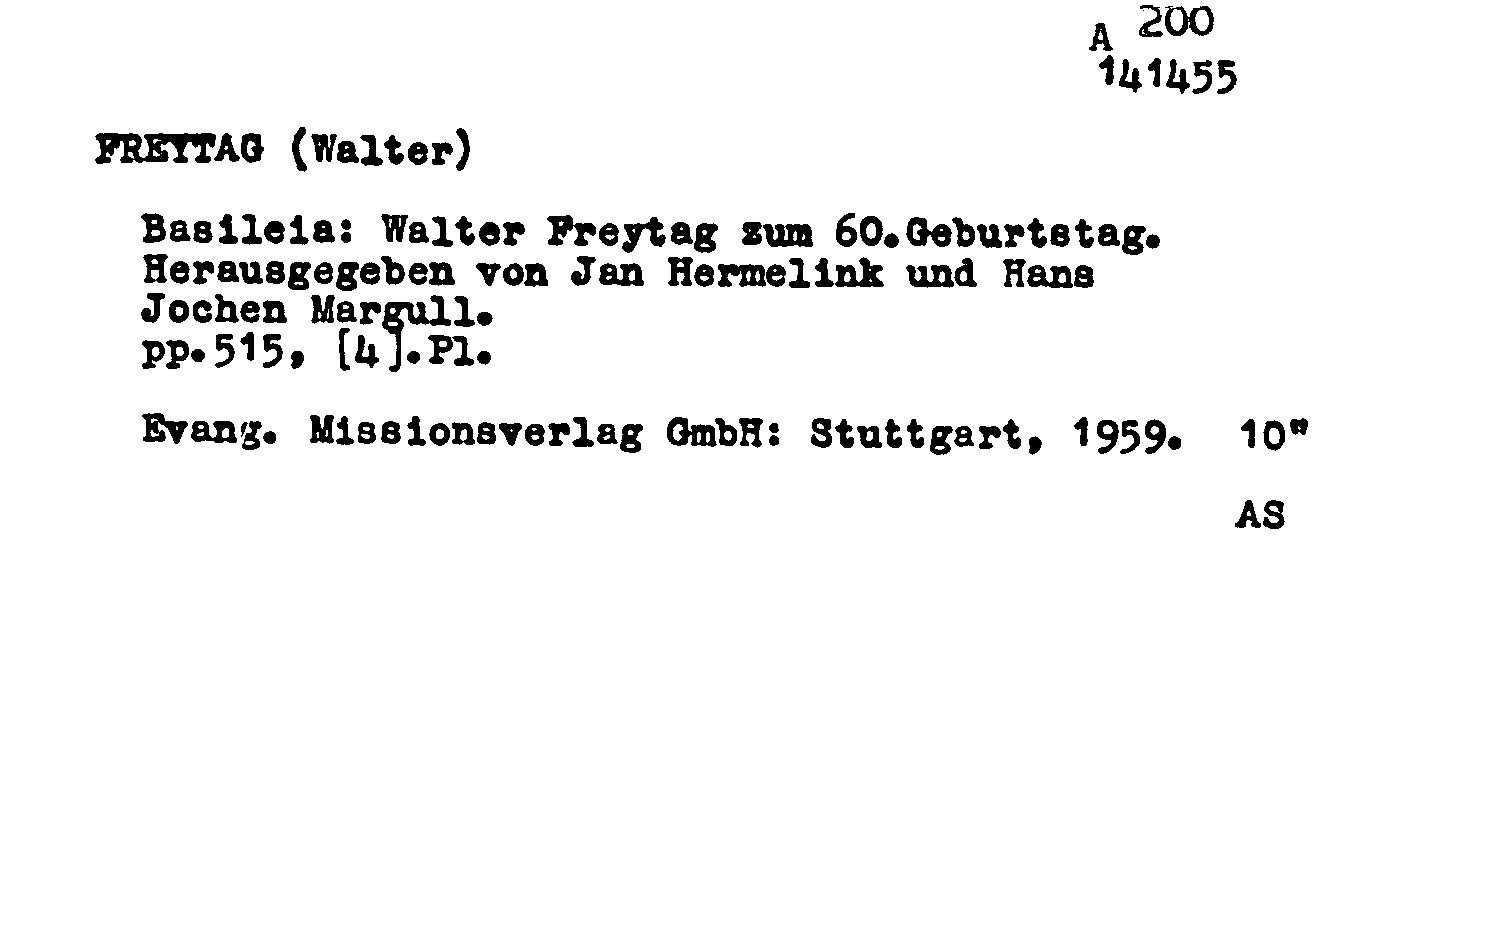 A 200
141455
FREYTAG (Walter)
Basileia: Walter Freytag zum 60.Geburtstag.
Herausgegeben von Jan Hermelink und Hans
Jochen Margull.
pp.515, [4].Pl.
Evang. Missionsverlag GmbH: Stuttgart, 1959. 10"
AS